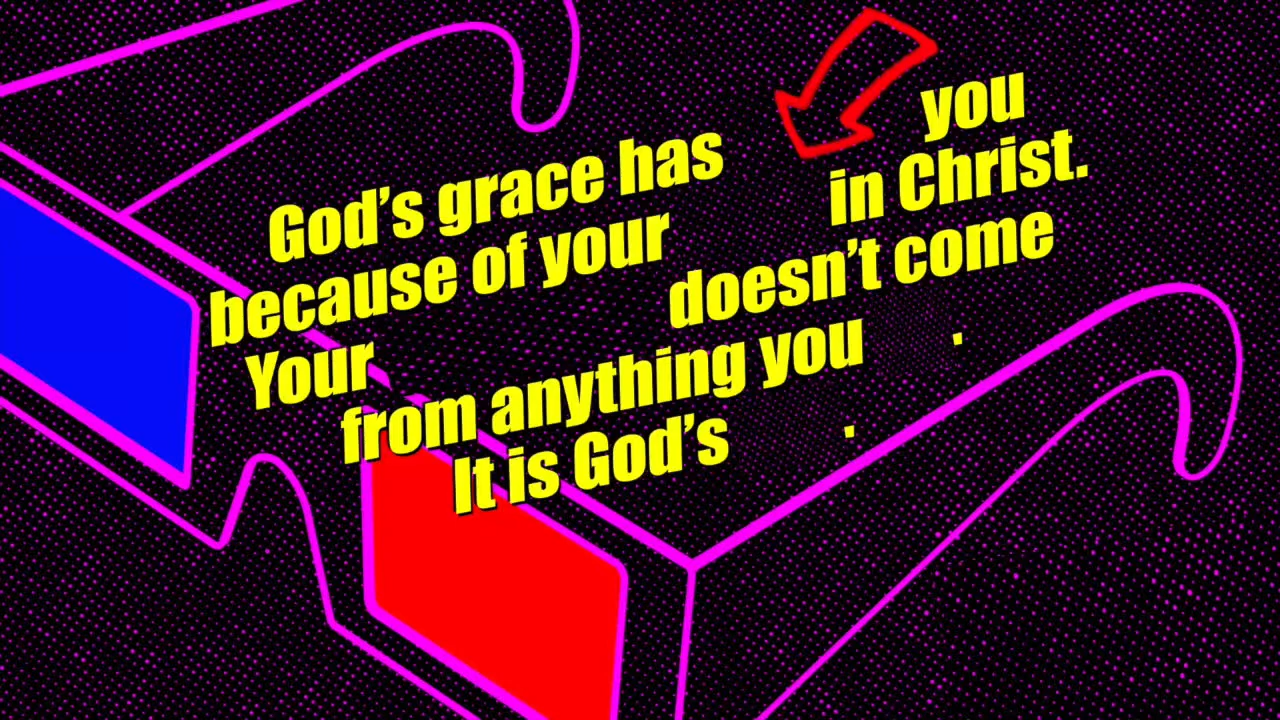 God’s grace has you
because of your in Christ.
Your doesn’t come
from anything you .
It is God’s .